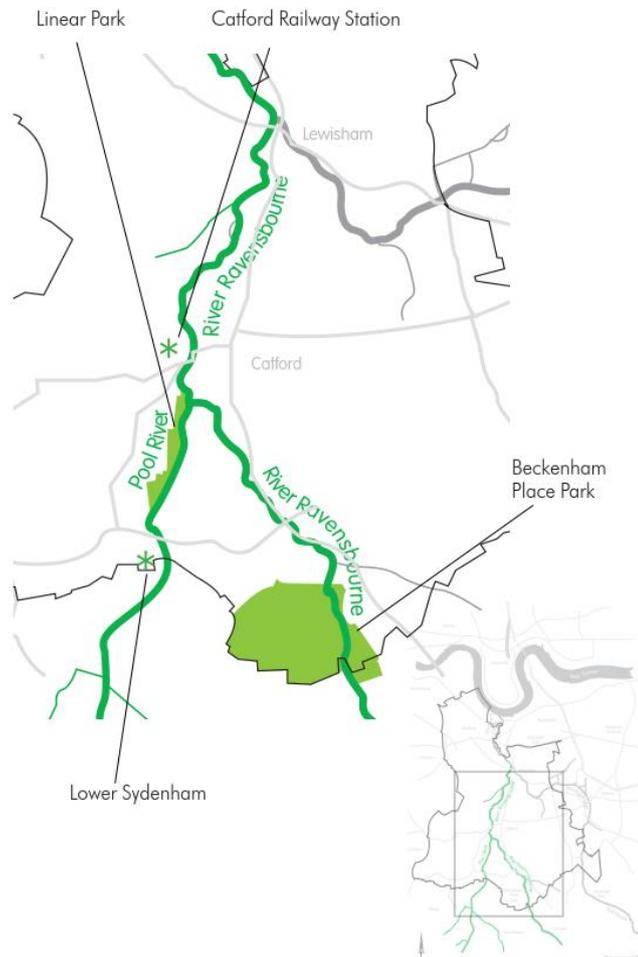 Linear Park
Catford Railway Station
Lewisham
River Ravensbourne
Catford
Pool River
River Ravensbourne
Beckenham
Place Park
Lower Sydenham